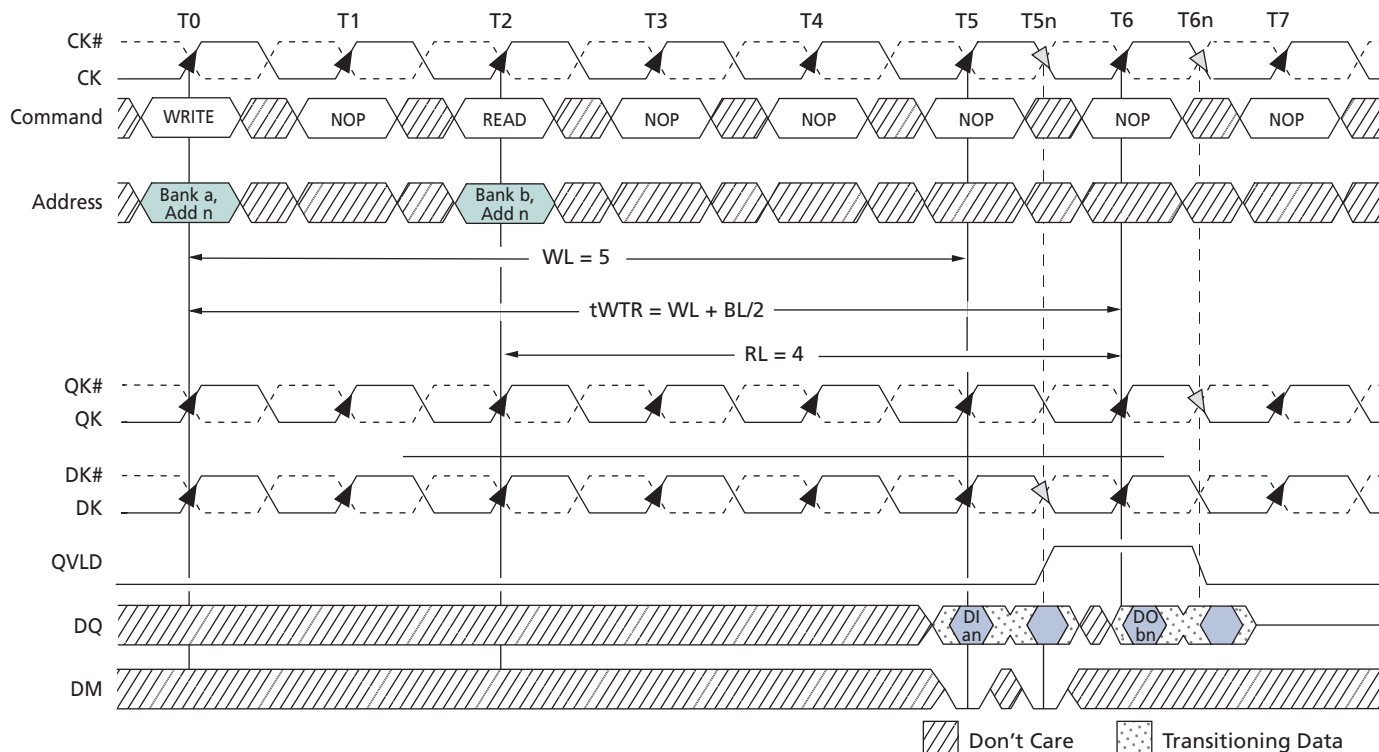 T0 T1 T2 T3 T4 T5 T5n T6 T6n T7
CK#
CK
Command WRITE NOP READ NOP NOP NOP NOP NOP
Address Bank a, Add n Bank b, Add n
WL = 5
tWTR = WL + BL/2
RL = 4
QK#
QK
DK#
DK
QVLD
DQ DI an DO bn
DM
Don't Care Transitioning Data